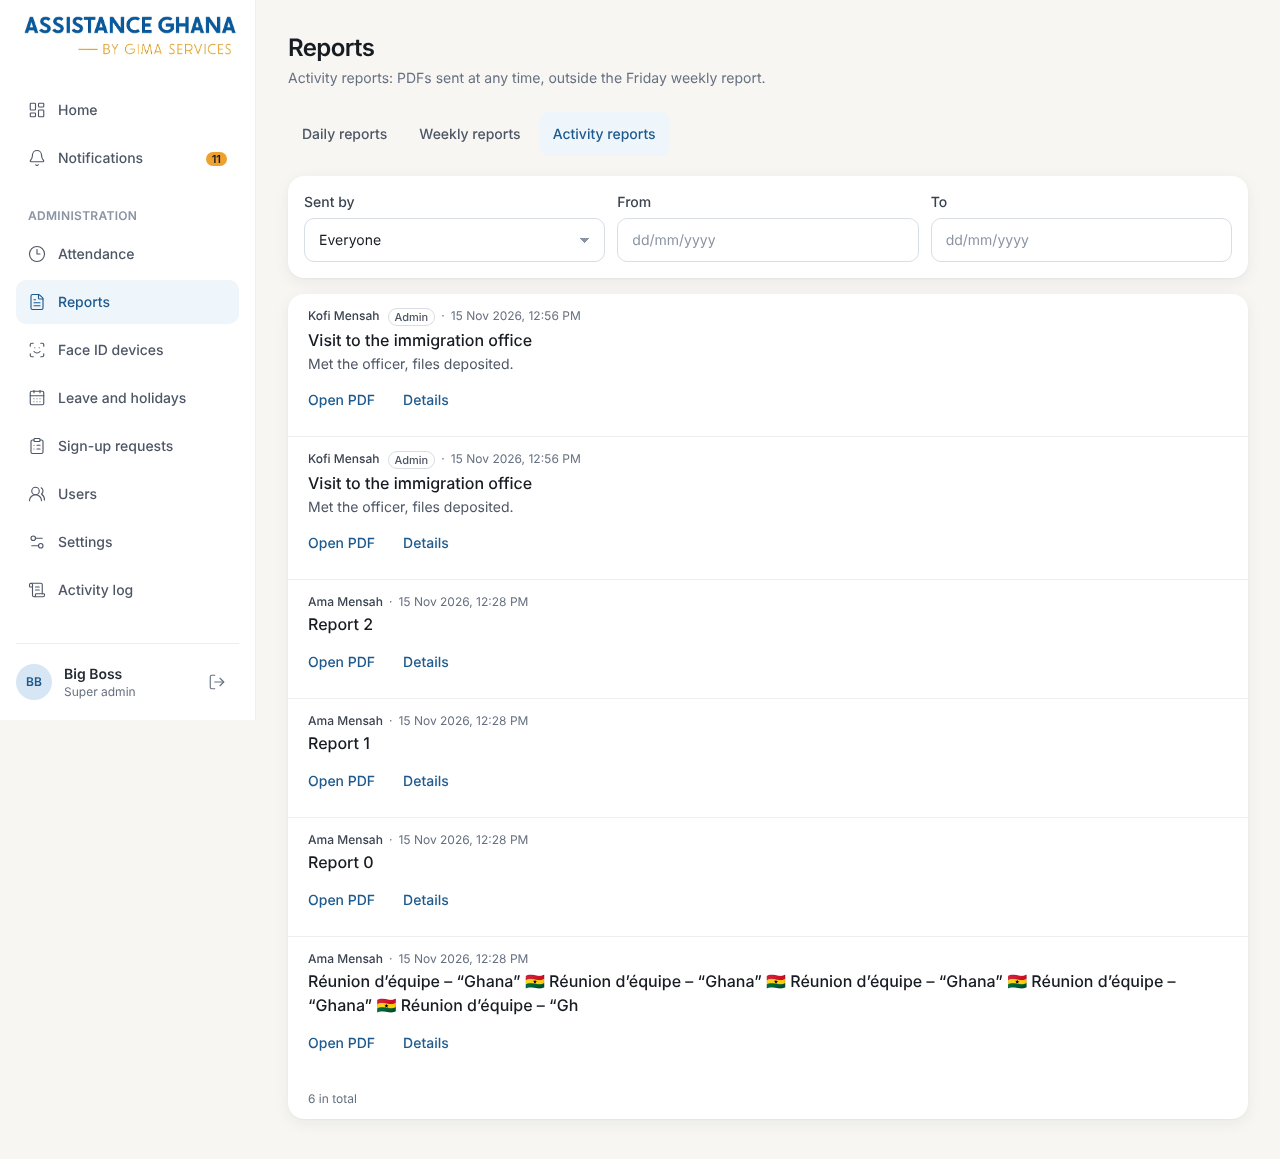 ASSISTANCE GHANA
BY GIMA SERVICES
Home
Notifications 11
ADMINISTRATION
Attendance
Reports
Face ID devices
Leave and holidays
Sign-up requests
Users
Settings
Activity log
BB
Big Boss
Super admin
Reports
Activity reports: PDFs sent at any time, outside the Friday weekly report.
Daily reports Weekly reports Activity reports
Sent by From To
Everyone dd/mm/yyyy dd/mm/yyyy
Kofi Mensah Admin · 15 Nov 2026, 12:56 PM
Visit to the immigration office
Met the officer, files deposited.
Open PDF Details
Kofi Mensah Admin · 15 Nov 2026, 12:56 PM
Visit to the immigration office
Met the officer, files deposited.
Open PDF Details
Ama Mensah · 15 Nov 2026, 12:28 PM
Report 2
Open PDF Details
Ama Mensah · 15 Nov 2026, 12:28 PM
Report 1
Open PDF Details
Ama Mensah · 15 Nov 2026, 12:28 PM
Report 0
Open PDF Details
Ama Mensah · 15 Nov 2026, 12:28 PM
Réunion d’équipe – “Ghana” 🇬🇭 Réunion d’équipe – “Ghana” 🇬🇭 Réunion d’équipe – “Ghana” 🇬🇭 Réunion d’équipe –
“Ghana” 🇬🇭 Réunion d’équipe – “Gh
Open PDF Details
6 in total